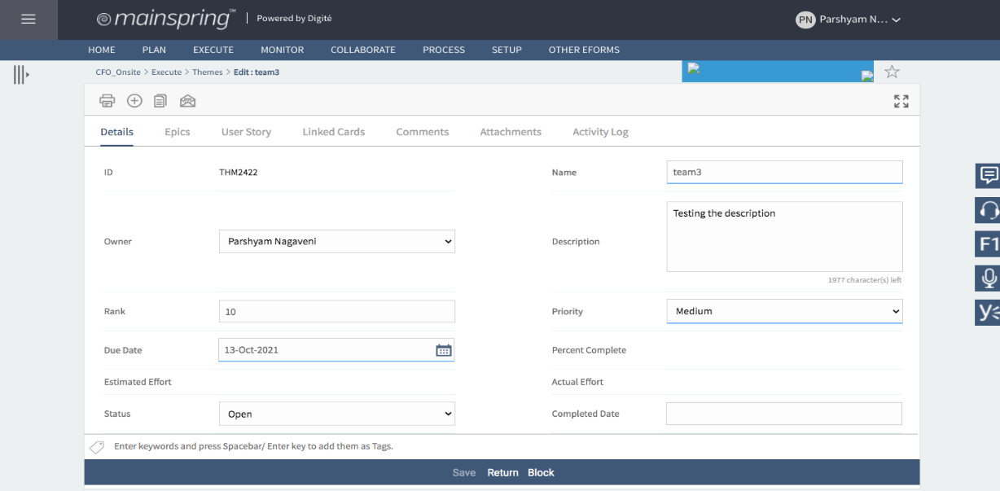 mainspring™ Powered by Digité
PN Parshyam N...
HOME PLAN EXECUTE MONITOR COLLABORATE PROCESS SETUP OTHER EFORMS
CFO_Onsite > Execute > Themes > Edit : team3
Details Epics User Story Linked Cards Comments Attachments Activity Log
ID THM2422 Name team3
Owner Parshyam Nagaveni Description Testing the description
1977 character(s) left
Rank 10 Priority Medium
Due Date 13-Oct-2021 Percent Complete
Estimated Effort Actual Effort
Status Open Completed Date
Enter keywords and press Spacebar/ Enter key to add them as Tags.
Save Return Block
F1